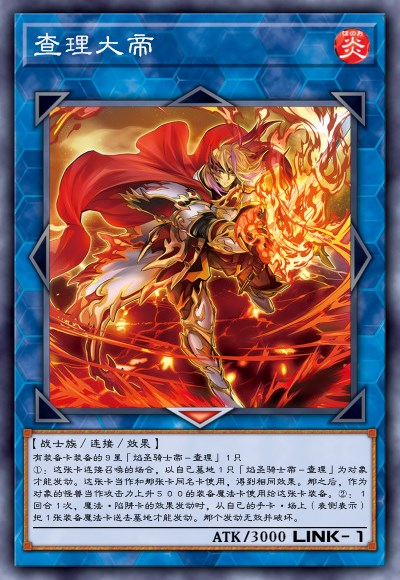 查理大帝
ほのお
炎
【战士族／连接／效果】
有装备卡装备的9星「焰圣骑士帝－查理」1只
①：这张卡连接召唤的场合，以自己墓地1只「焰圣骑士帝－查理」为对象
才能发动。这张卡当作和那张卡同名卡使用，得到相同效果。那之后，作为
对象的怪兽当作攻击力上升500的装备魔法卡使用给这张卡装备。②：1
回合1次，魔法·陷阱卡的效果发动时，从自己的手卡·场上（表侧表示）
把1张装备魔法卡送去墓地才能发动。那个发动无效并破坏。
ATK/3000 LINK-1